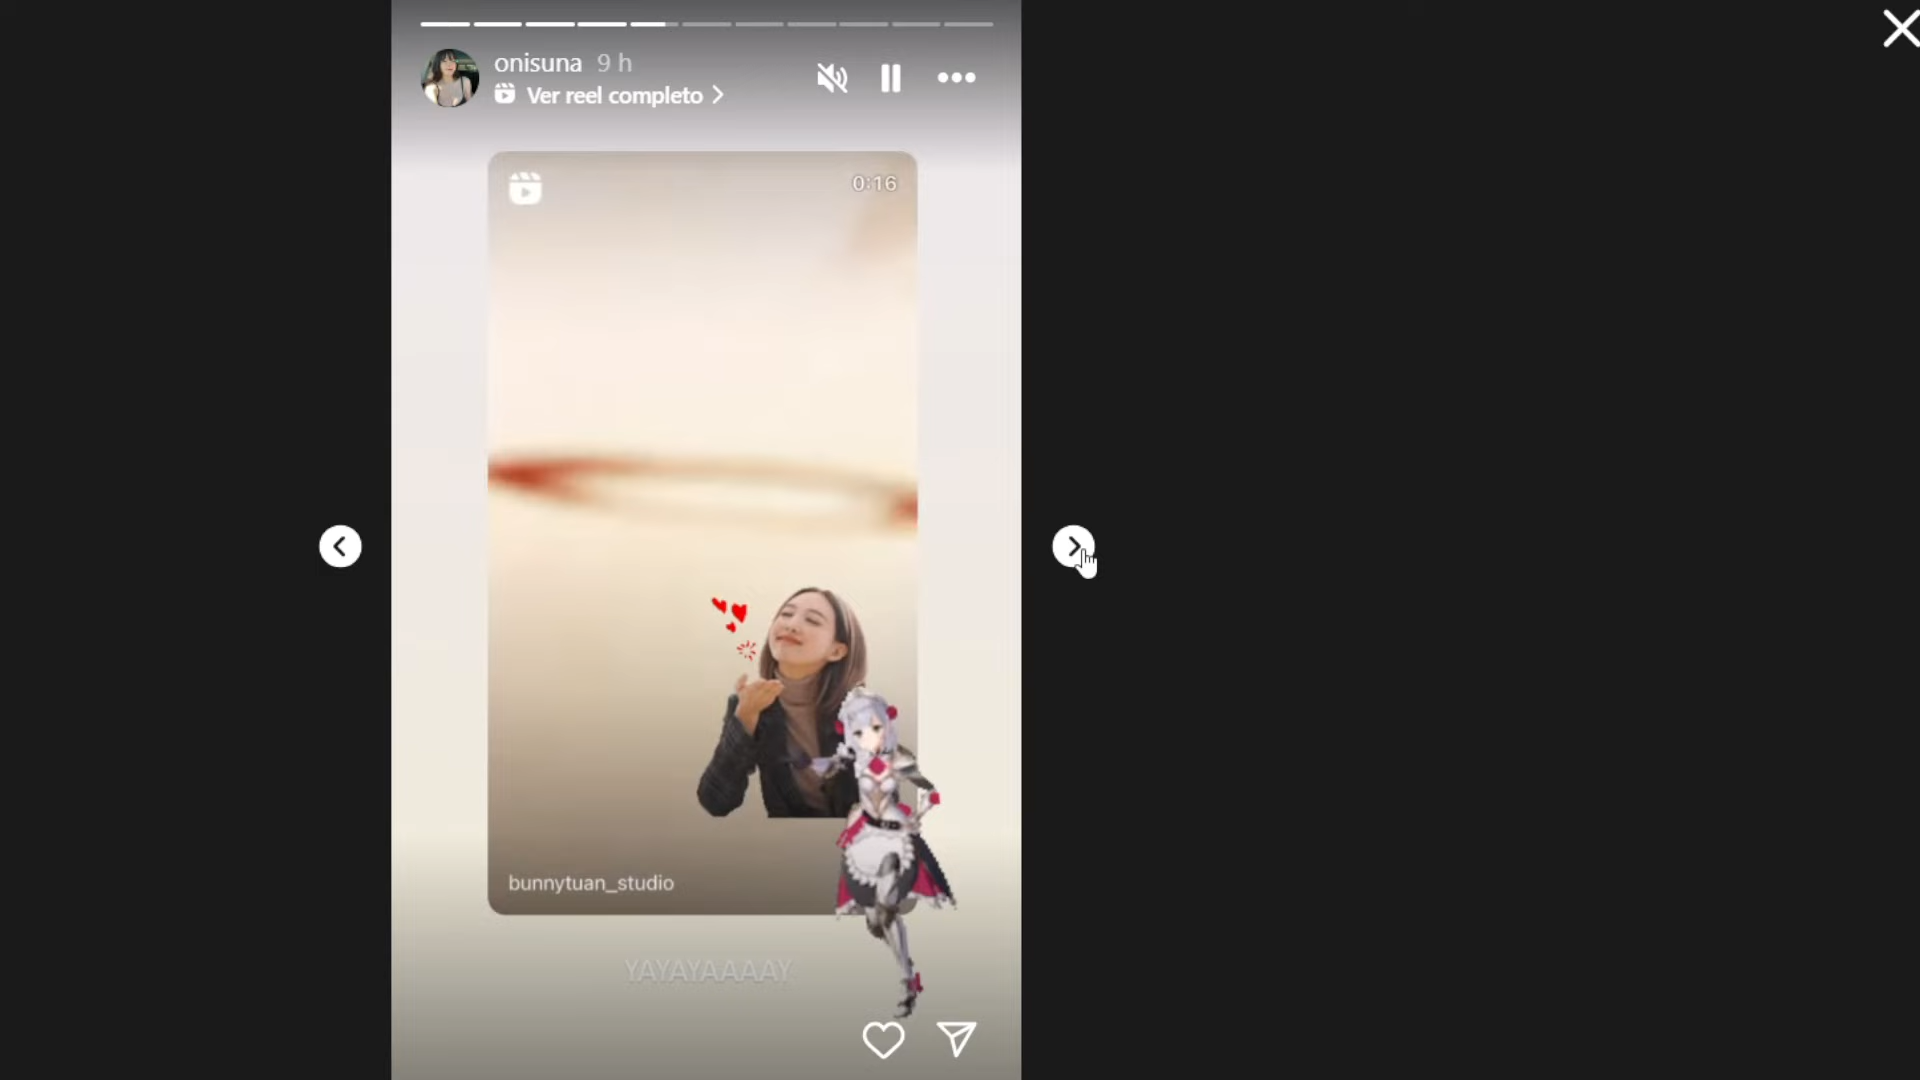 onisuna 9 h
Ver reel completo
0:16
bunnytuan_studio
YAYAYAAAAY